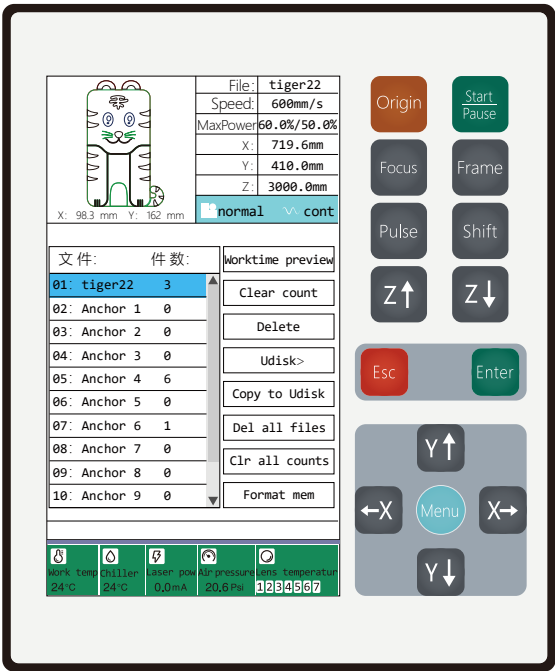 File: tiger22
Speed: 600mm/s
MaxPower 60.0%/50.0%
X: 719.6mm
Y: 410.0mm
Z: 3000.0mm
X: 98.3 mm Y: 162 mm
normal cont
文件: 件数:
01: tiger22 3
02: Anchor 1 0
03: Anchor 2 0
04: Anchor 3 0
05: Anchor 4 6
06: Anchor 5 0
07: Anchor 6 1
08: Anchor 7 0
09: Anchor 8 0
10: Anchor 9 0
Worktime preview
Clear count
Delete
Udisk>
Copy to Udisk
Del all files
Clr all counts
Format mem
Work temp
24°C
Chiller
24°C
Laser pow
0.0mA
Air pressure
20.6 Psi
Lens temperatur
1234567
Origin
Start
Pause
Focus
Frame
Pulse
Shift
Z↑
Z↓
Esc
Enter
Y↑
←X
Menu
X→
Y↓